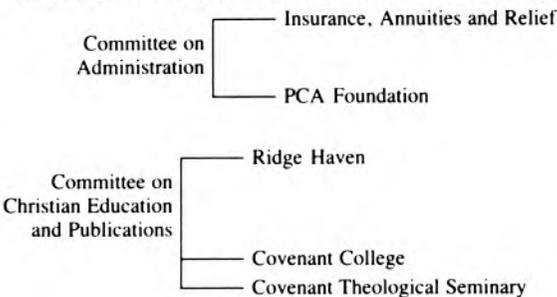 Insurance, Annuities and Relief
Committee on
Administration
PCA Foundation
Ridge Haven
Committee on
Christian Education
and Publications
Covenant College
Covenant Theological Seminary